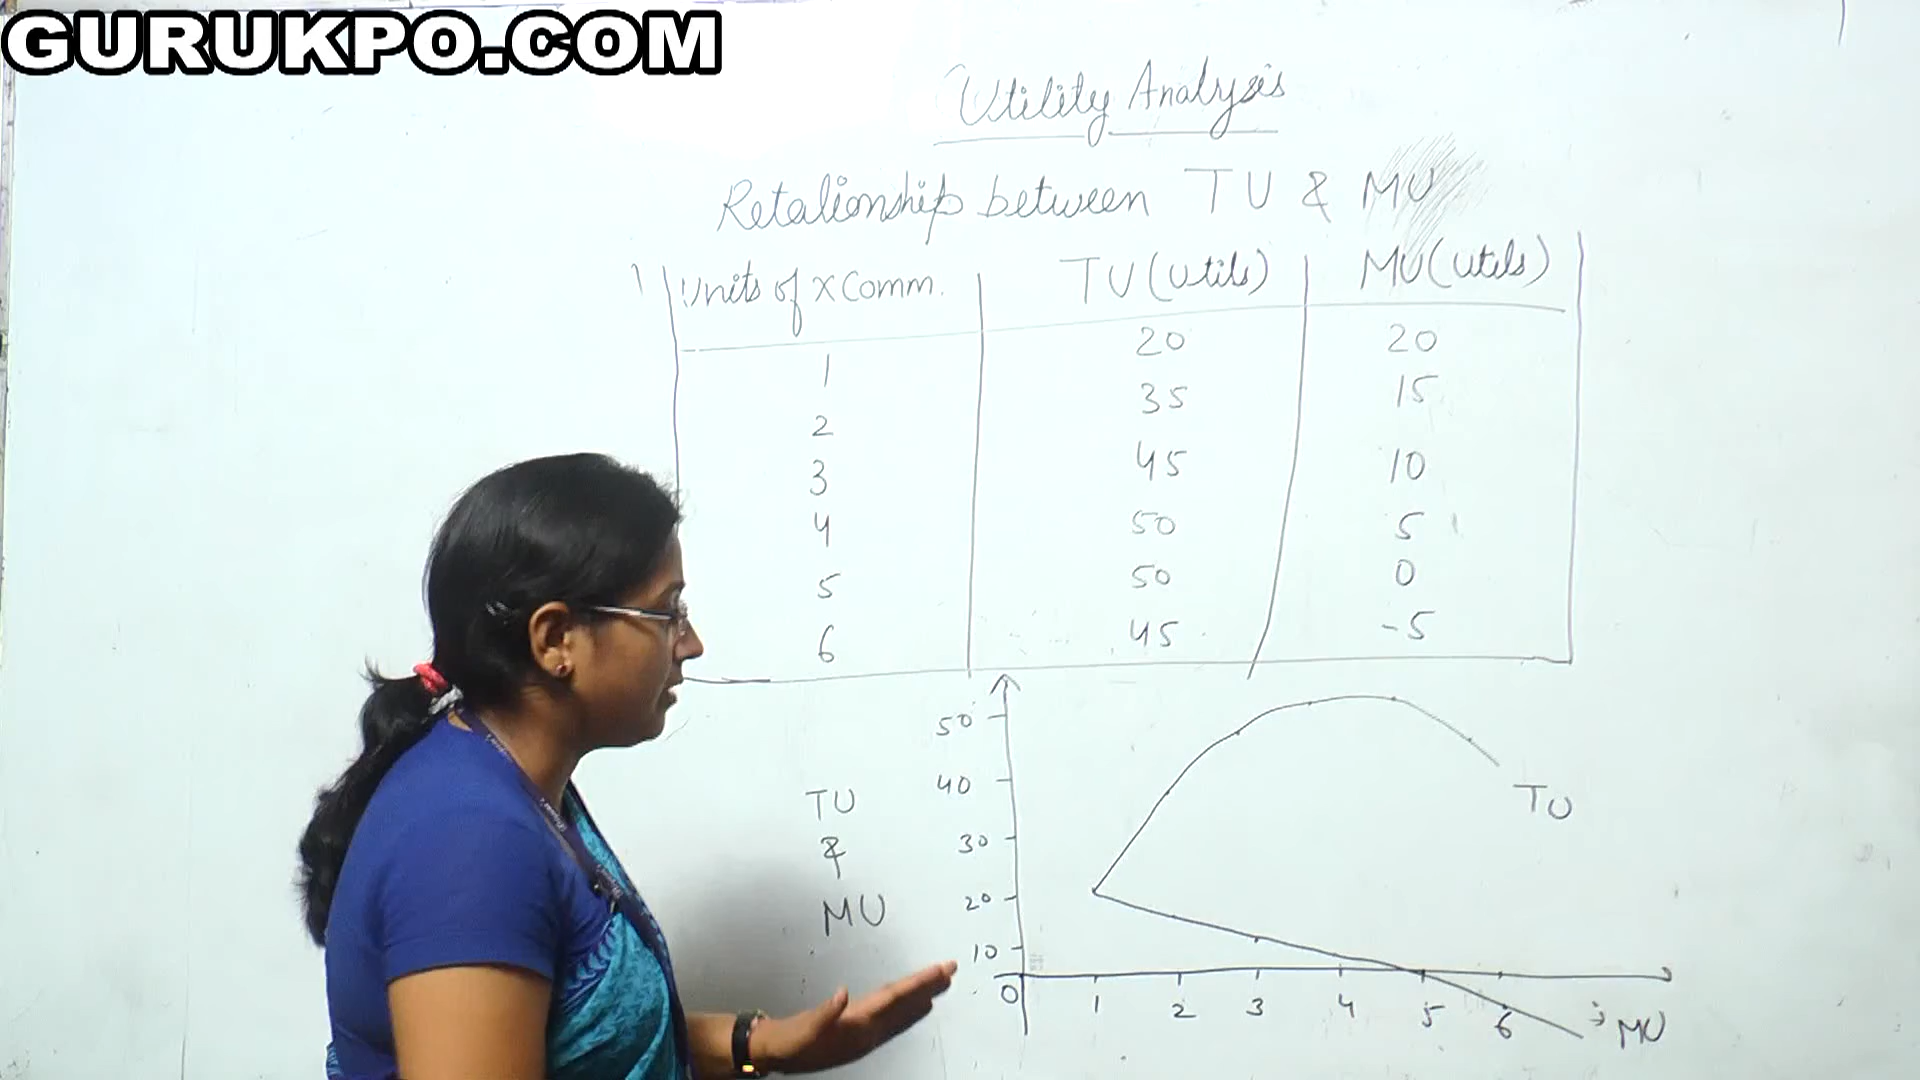 GURUKPO.COM
Utility Analysis
Retalionship between TU & MU
Units of x Comm. TU (Utils) MU (Utils)
1 20 20
2 35 15
3 45 10
4 50 5
5 50 0
6 45 -5
50
40
30
20
10
0 1 2 3 4 5 6
TU
&
MU
TU
MU